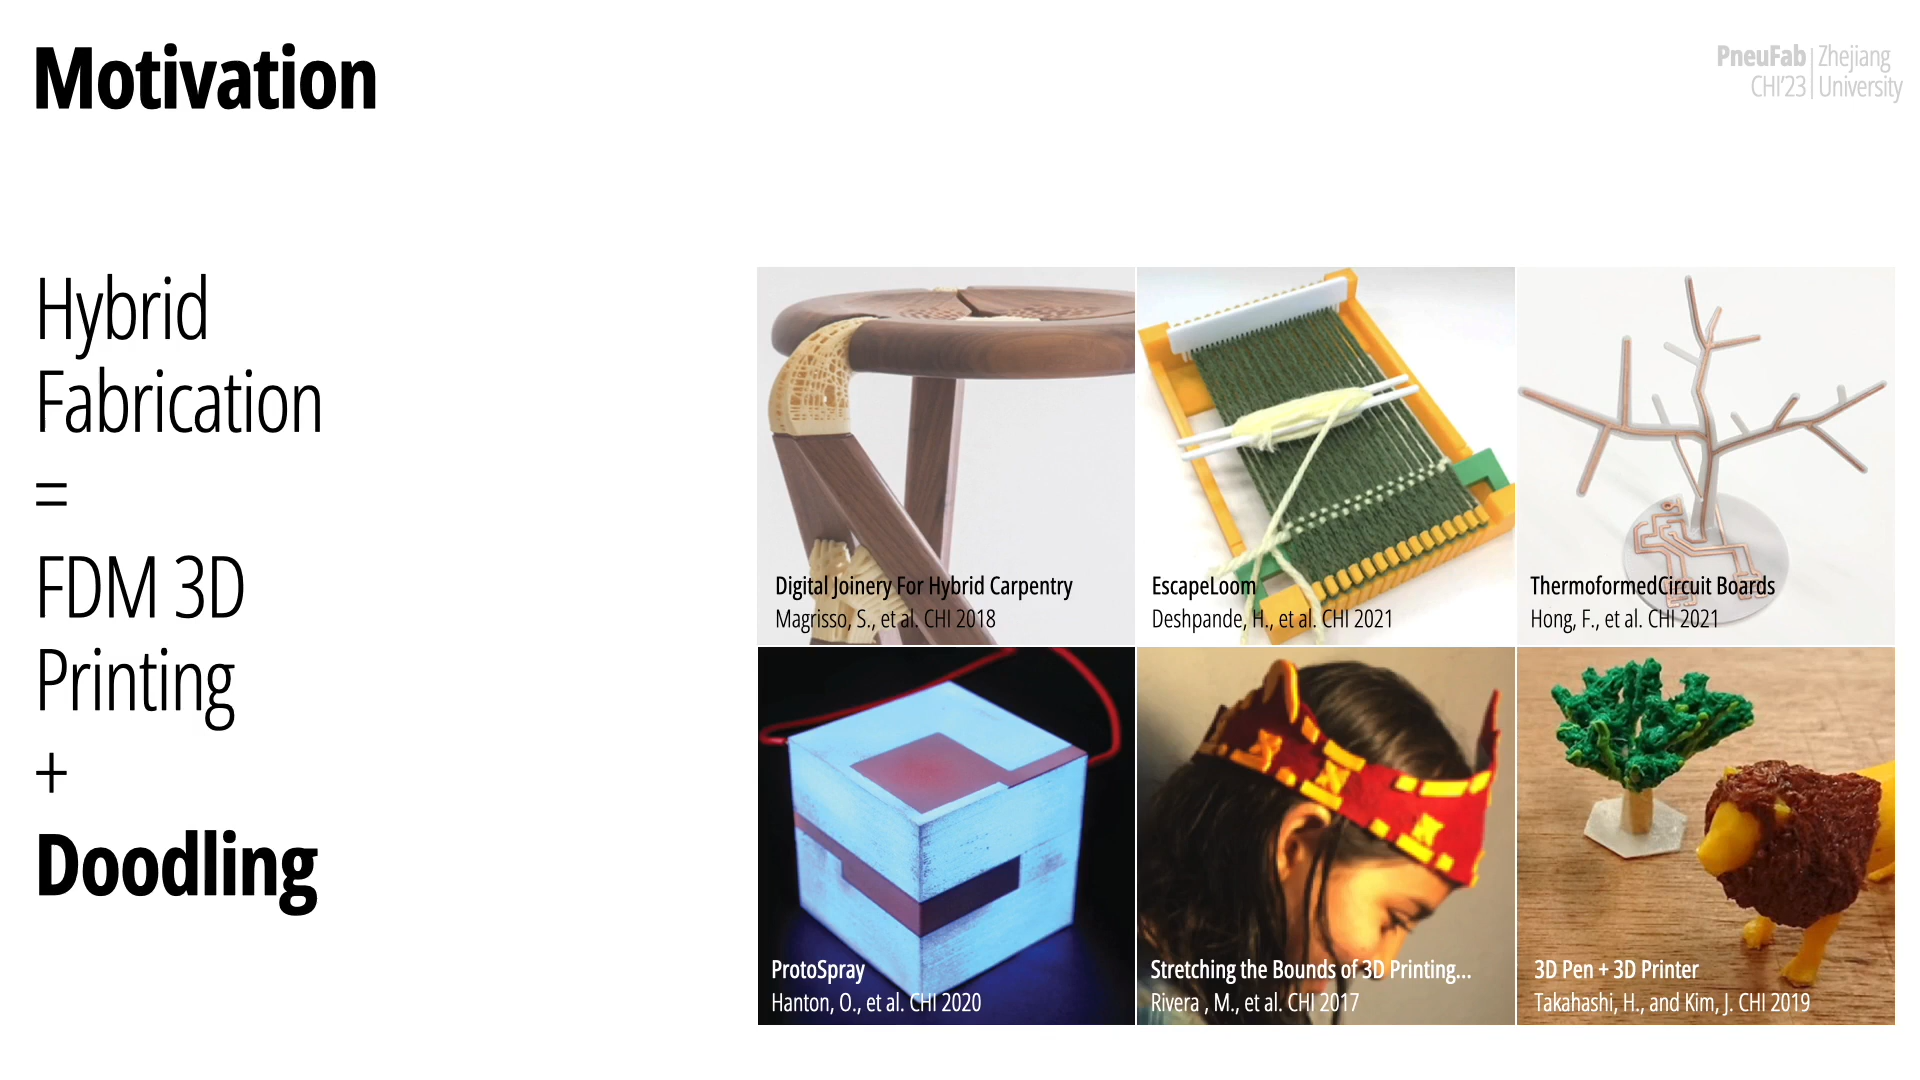 Motivation
PneuFab
CHI'23
Zhejiang
University
Hybrid
Fabrication
=
FDM 3D
Printing
+
Doodling
Digital Joinery For Hybrid Carpentry
Magrisso, S., et al. CHI 2018
EscapeLoom
Deshpande, H., et al. CHI 2021
ThermoformedCircuit Boards
Hong, F., et al. CHI 2021
ProtoSpray
Hanton, O., et al. CHI 2020
Stretching the Bounds of 3D Printing...
Rivera , M., et al. CHI 2017
3D Pen + 3D Printer
Takahashi, H., and Kim, J. CHI 2019